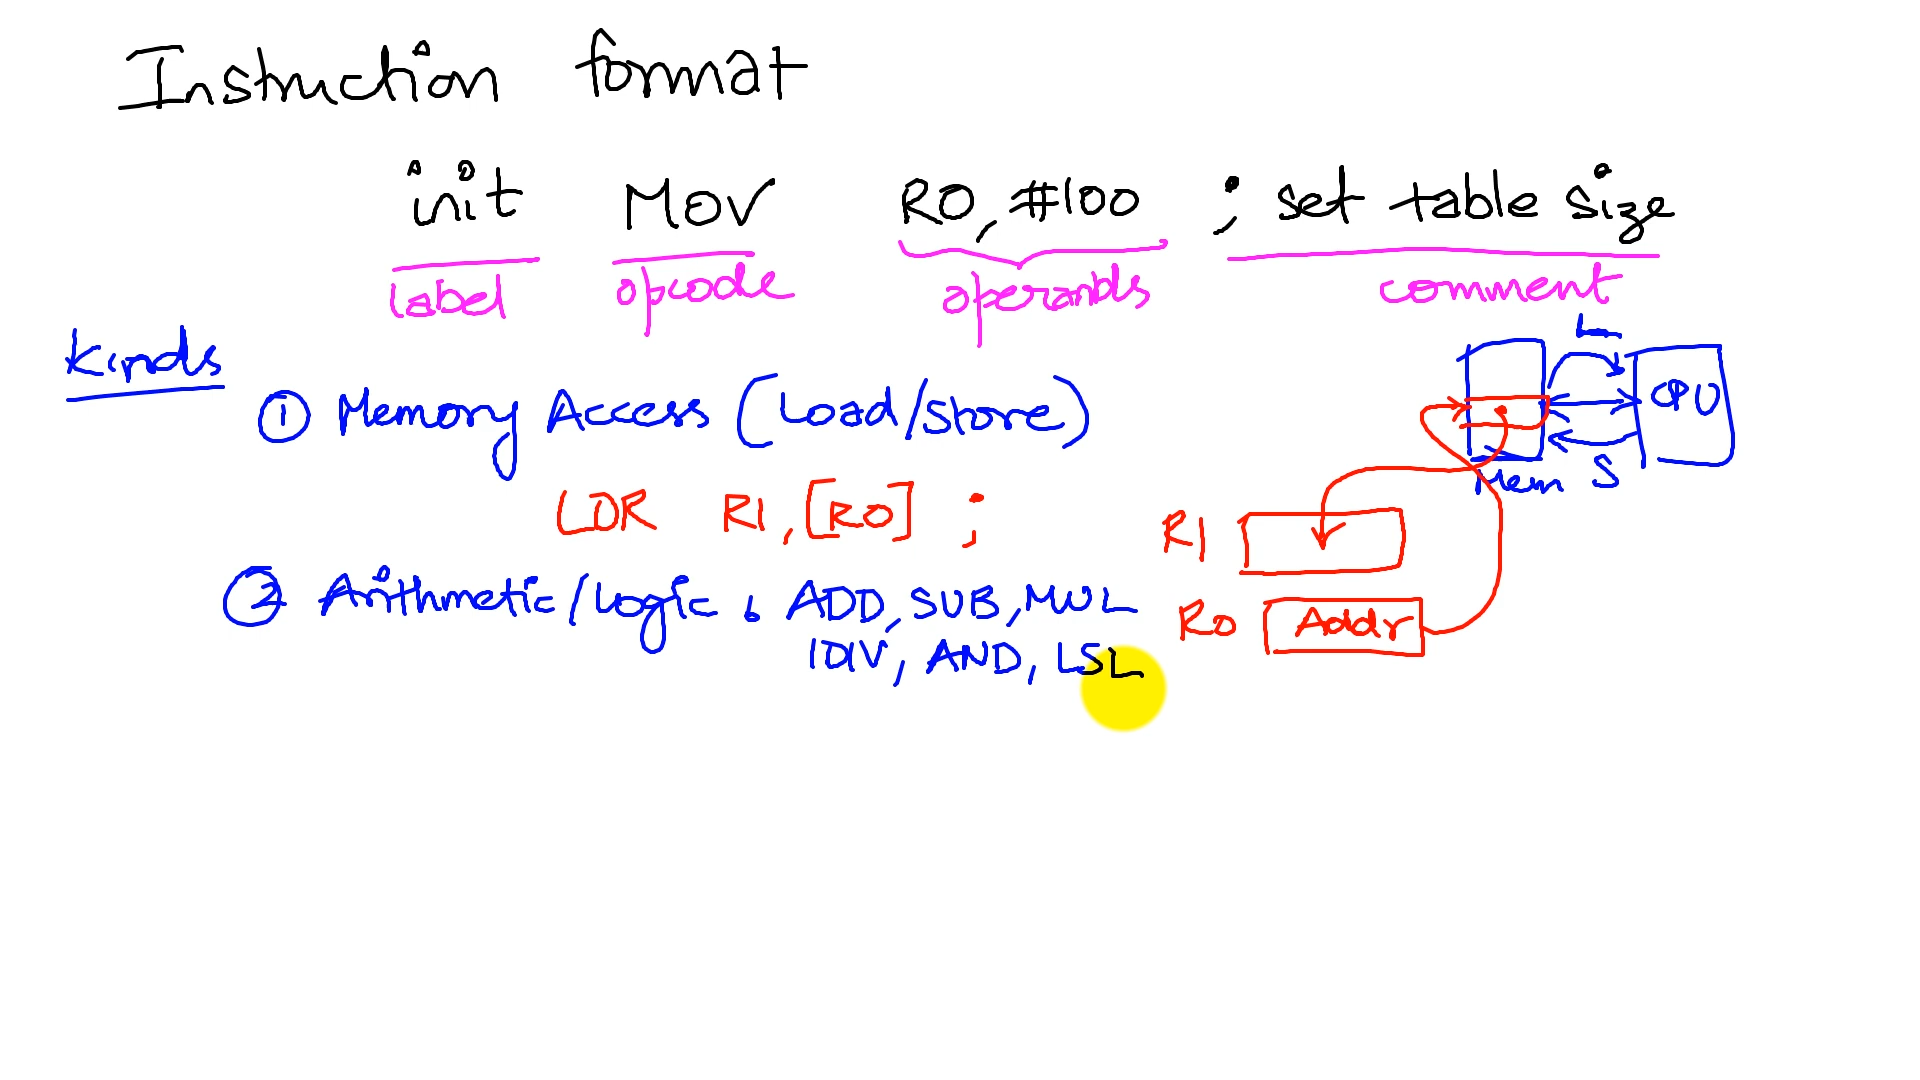 Instruction format
init MOV R0, #100 ; set table size
label opcode operands comment
Kinds
① Memory Access (Load/Store)
L
CPU
Mem S
LDR R1, [R0] ;
R1
② Arithmetic/Logic : ADD, SUB, MUL
R0 Addr
DIV, AND, LSL